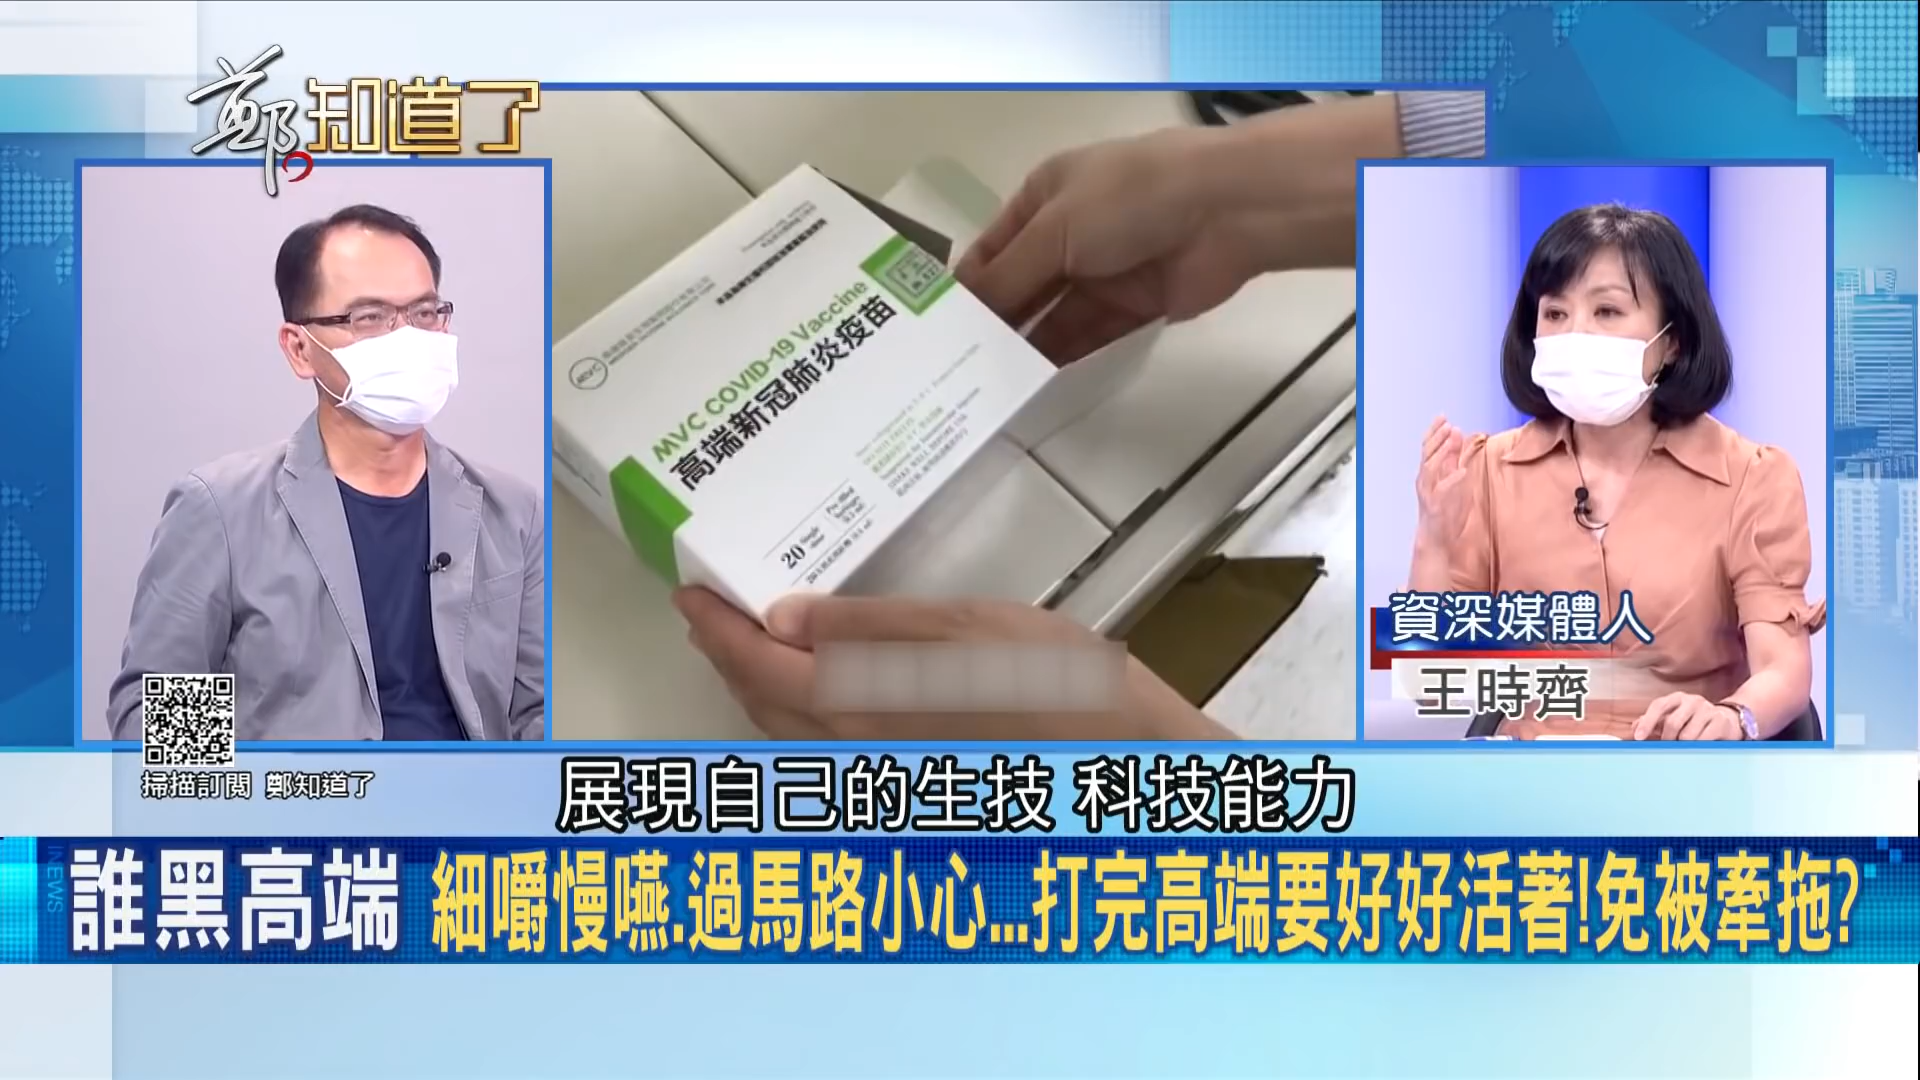 鄭知道了
MVC COVID-19 Vaccine
高端新冠肺炎疫苗
20 Single
資深媒體人
王時齊
掃描訂閱 鄭知道了
展現自己的生技 科技能力
NEWS
誰黑高端 細嚼慢嚥.過馬路小心...打完高端要好好活著!免被牽拖?